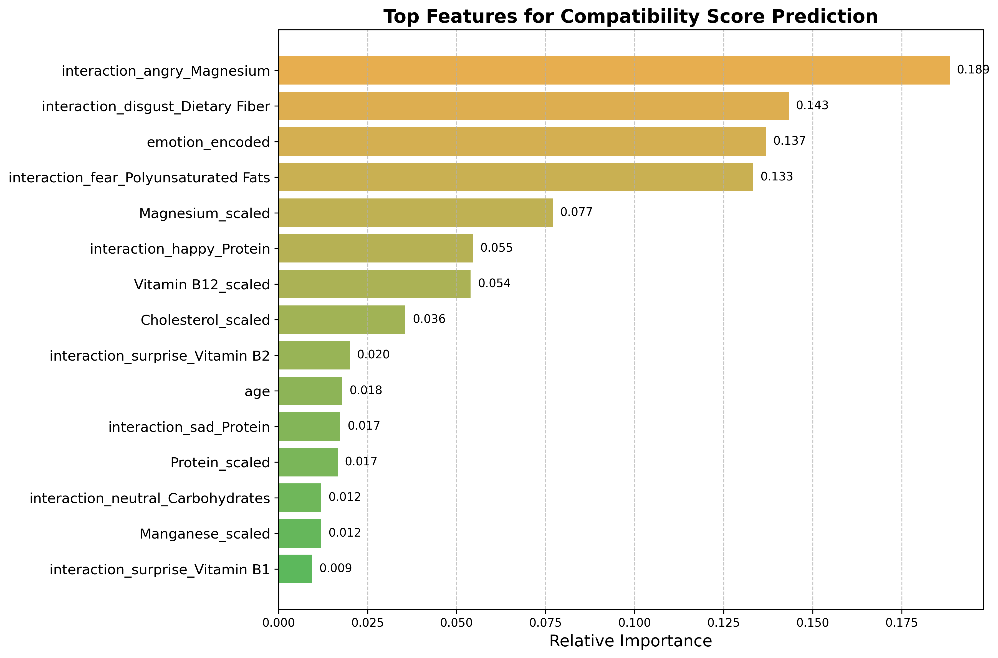 Top Features for Compatibility Score Prediction
interaction_angry_Magnesium 0.189
interaction_disgust_Dietary Fiber 0.143
emotion_encoded 0.137
interaction_fear_Polyunsaturated Fats 0.133
Magnesium_scaled 0.077
interaction_happy_Protein 0.055
Vitamin B12_scaled 0.054
Cholesterol_scaled 0.036
interaction_surprise_Vitamin B2 0.020
age 0.018
interaction_sad_Protein 0.017
Protein_scaled 0.017
interaction_neutral_Carbohydrates 0.012
Manganese_scaled 0.012
interaction_surprise_Vitamin B1 0.009
0.000 0.025 0.050 0.075 0.100 0.125 0.150 0.175
Relative Importance